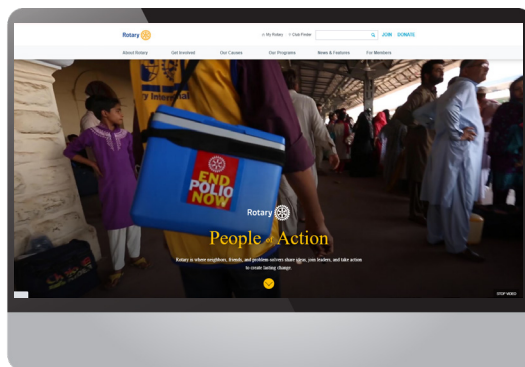 Rotary
My Rotary
Club Finder
JOIN DONATE
About Rotary Get Involved Our Causes Our Programs News & Features For Members
END
POLIO
NOW
Rotary
People of Action
Rotary is where neighbors, friends, and problem-solvers share ideas, join leaders, and take action
to create lasting change.
STOP VIDEO